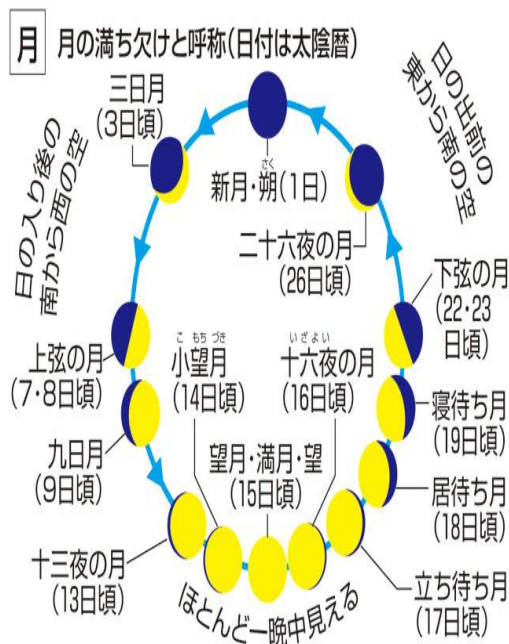 月 月の満ち欠けと呼称(日付は太陰暦)
三日月
(3日頃)
日の入り後の
南から西の空
さく
新月・朔(1日)
日の出前の
東から南の空
二十六夜の月
(26日頃)
下弦の月
(22・23
日頃)
上弦の月
(7・8日頃)
こ もち づき
小望月
(14日頃)
いざよい
十六夜の月
(16日頃)
寝待ち月
(19日頃)
九日月
(9日頃)
望月・満月・望
(15日頃)
居待ち月
(18日頃)
十三夜の月
(13日頃)
立ち待ち月
(17日頃)
ほとんど一晩中見える